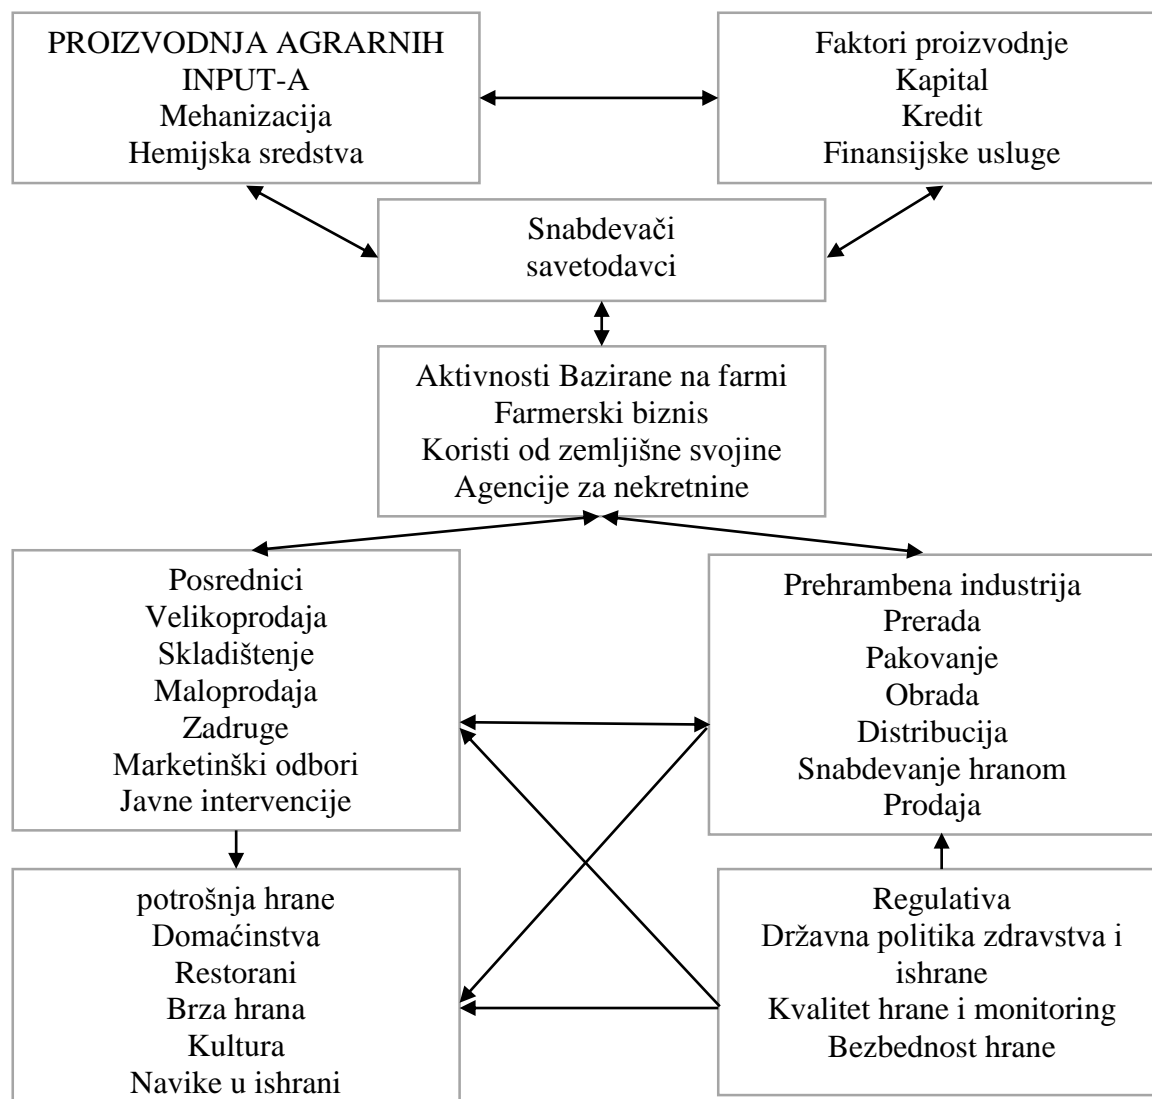 PROIZVODNJA AGRARNIH
INPUT-A
Mehanizacija
Hemijska sredstva
Faktori proizvodnje
Kapital
Kredit
Finansijske usluge
Snabdevači
savetodavci
Aktivnosti Bazirane na farmi
Farmerski biznis
Koristi od zemljišne svojine
Agencije za nekretnine
Posrednici
Velikoprodaja
Skladištenje
Maloprodaja
Zadruge
Marketinški odbori
Javne intervencije
Prehrambena industrija
Prerada
Pakovanje
Obrada
Distribucija
Snabdevanje hranom
Prodaja
potrošnja hrane
Domaćinstva
Restorani
Brza hrana
Kultura
Navike u ishrani
Regulativa
Državna politika zdravstva i
ishrane
Kvalitet hrane i monitoring
Bezbednost hrane